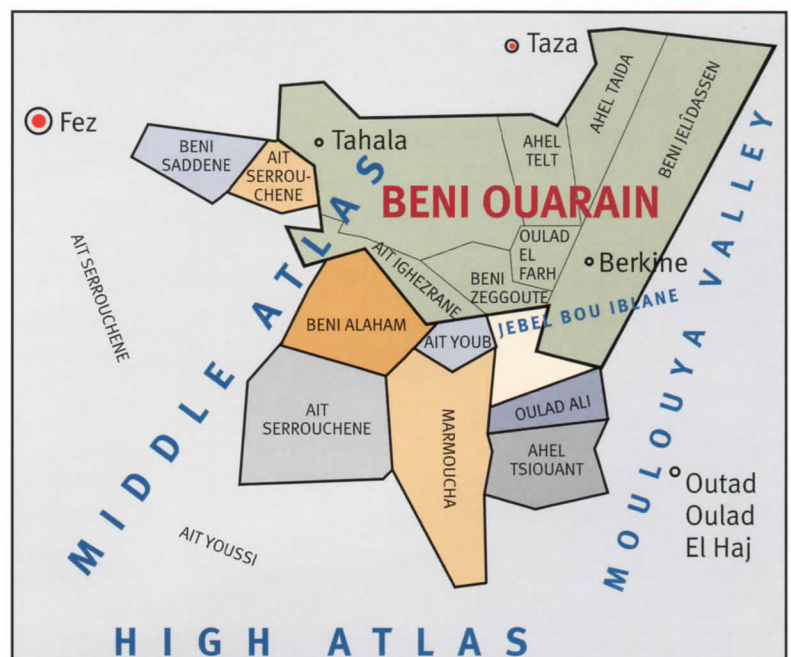 Taza
Fez
Tahala
BENI
SADDENE
AIT
SERROU-
CHENE
AHEL
TELT
AHEL TAIDA
BENI JELÎDASSEN
BENI OUARAIN
OULAD
EL
FARH
Berkine
AIT IGHEZRANE
BENI
ZEGGOUTE
JEBEL BOU IBLANE
AIT SERROUCHENE
BENI ALAHAM
AIT YOUB
MIDDLE ATLAS
MOULOUYA VALLEY
AIT
SERROUCHENE
MARMOUCHA
OULAD ALI
AHEL
TSIOUANT
Outad
Oulad
El Haj
AIT YOUSSI
HIGH ATLAS